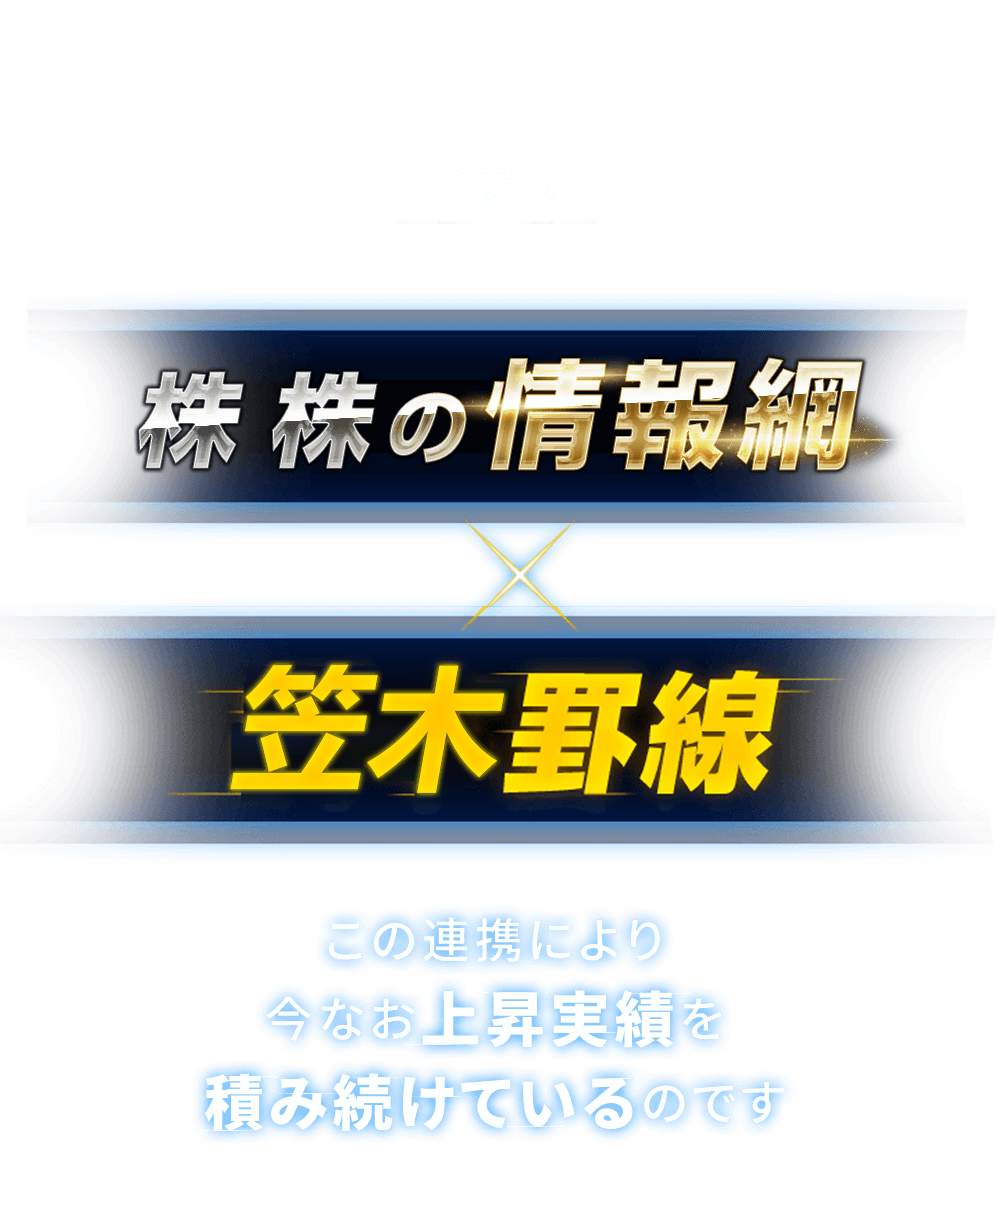 株 株の情報網
×
笠木罫線
この連携により
今なお上昇実績を
積み続けているのです